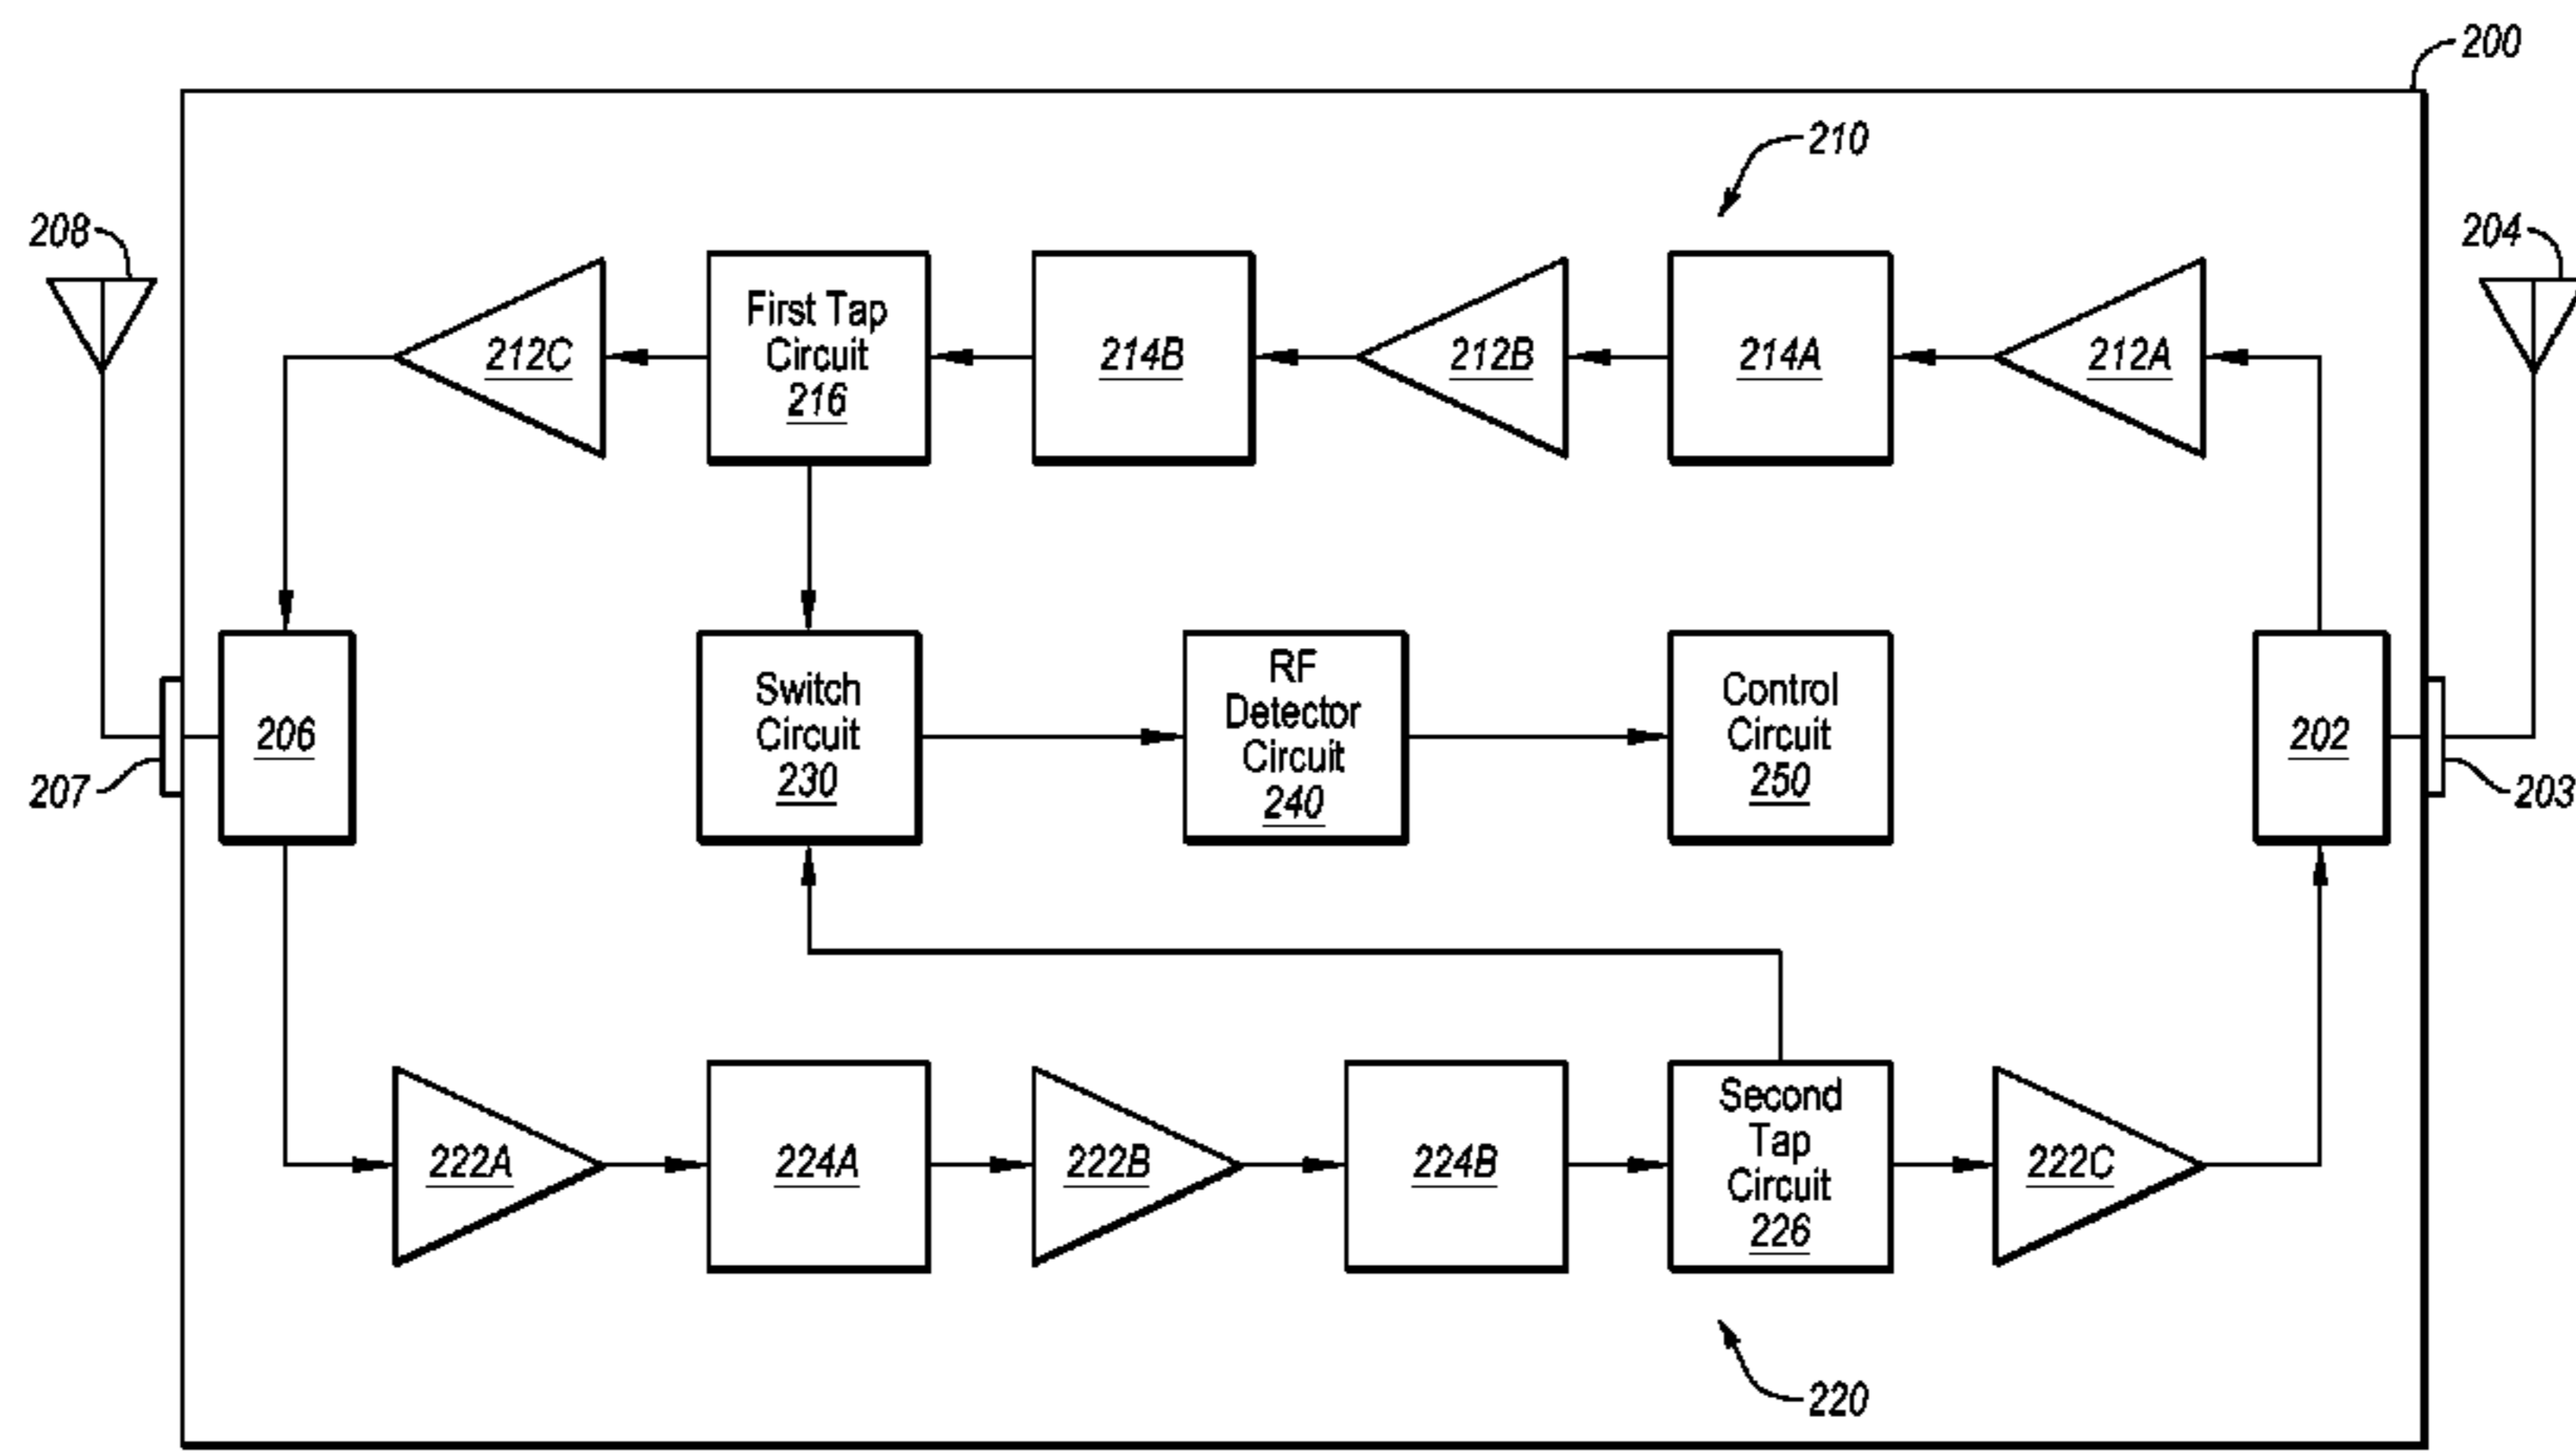 200
210
208
204
First Tap
Circuit
216
212C
214B
212B
214A
212A
206
207
Switch
Circuit
230
RF
Detector
Circuit
240
Control
Circuit
250
202
203
222A
224A
222B
224B
Second
Tap
Circuit
226
222C
220